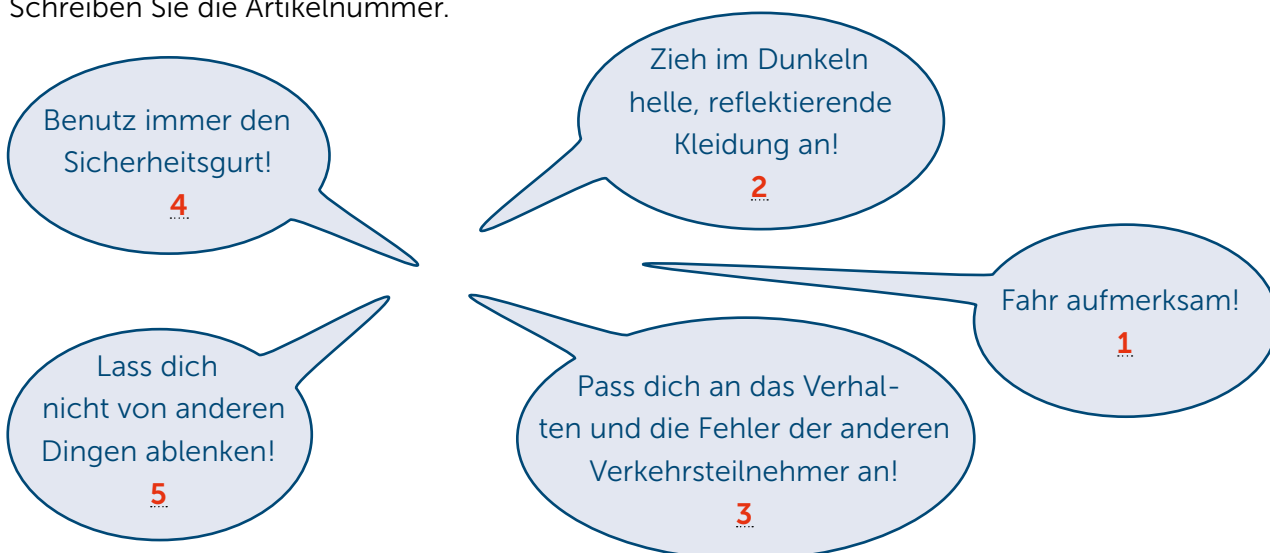 Schreiben Sie die Artikelnummer.
Benutz immer den
Sicherheitsgurt!
4
Zieh im Dunkeln
helle, reflektierende
Kleidung an!
2
Fahr aufmerksam!
1
Lass dich
nicht von anderen
Dingen ablenken!
5
Pass dich an das Verhal-
ten und die Fehler der anderen
Verkehrsteilnehmer an!
3